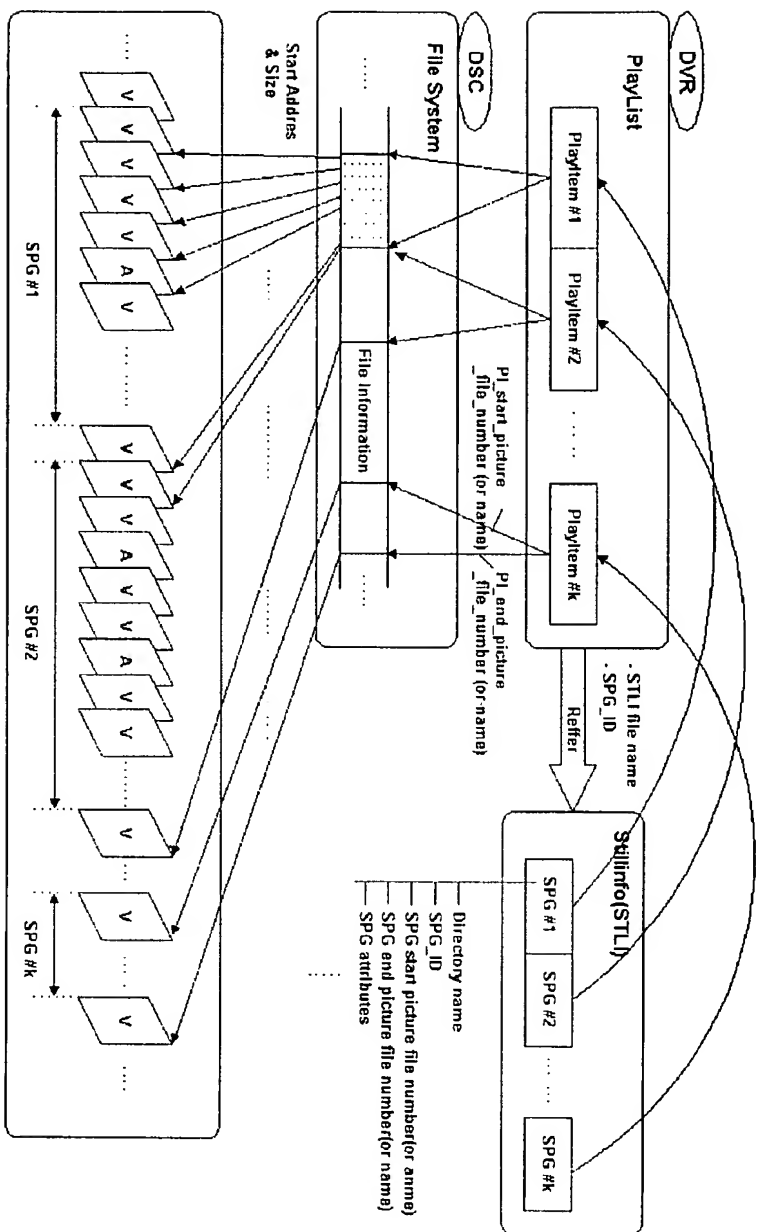 DVR
PlayList
PlayItem #1
PlayItem #2
.....
PlayItem #k
- STLI file name
- SPG_ID
Reffer
StillInfo(STLI)
SPG #1
SPG #2
......
SPG #k
Directory name
SPG_ID
SPG start picture file number(or anme)
SPG end picture file number(or name)
SPG attributes
......
PI_start_picture
_file_number (or name)
PI_end_picture
_file_number (or-name)
DSC
File System
.....
File Information
.....
Start Addres
& Size
......
V
V
V
V
V
A
V
......
V
V
V
A
V
V
A
V
V
......
V
...
V
...
V
....
SPG #1
SPG #2
SPG #k